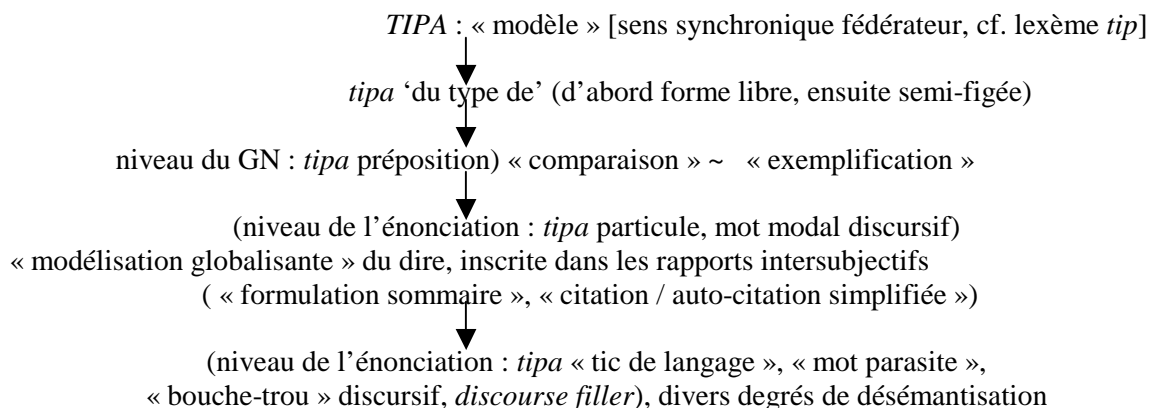 TIPA : « modèle » [sens synchronique fédérateur, cf. lexème tip]
tipa ‘du type de’ (d’abord forme libre, ensuite semi-figée)
niveau du GN : tipa préposition) « comparaison » ~ « exemplification »
(niveau de l’énonciation : tipa particule, mot modal discursif)
« modélisation globalisante » du dire, inscrite dans les rapports intersubjectifs
( « formulation sommaire », « citation / auto-citation simplifiée »)
(niveau de l’énonciation : tipa « tic de langage », « mot parasite »,
« bouche-trou » discursif, discourse filler), divers degrés de désémantisation